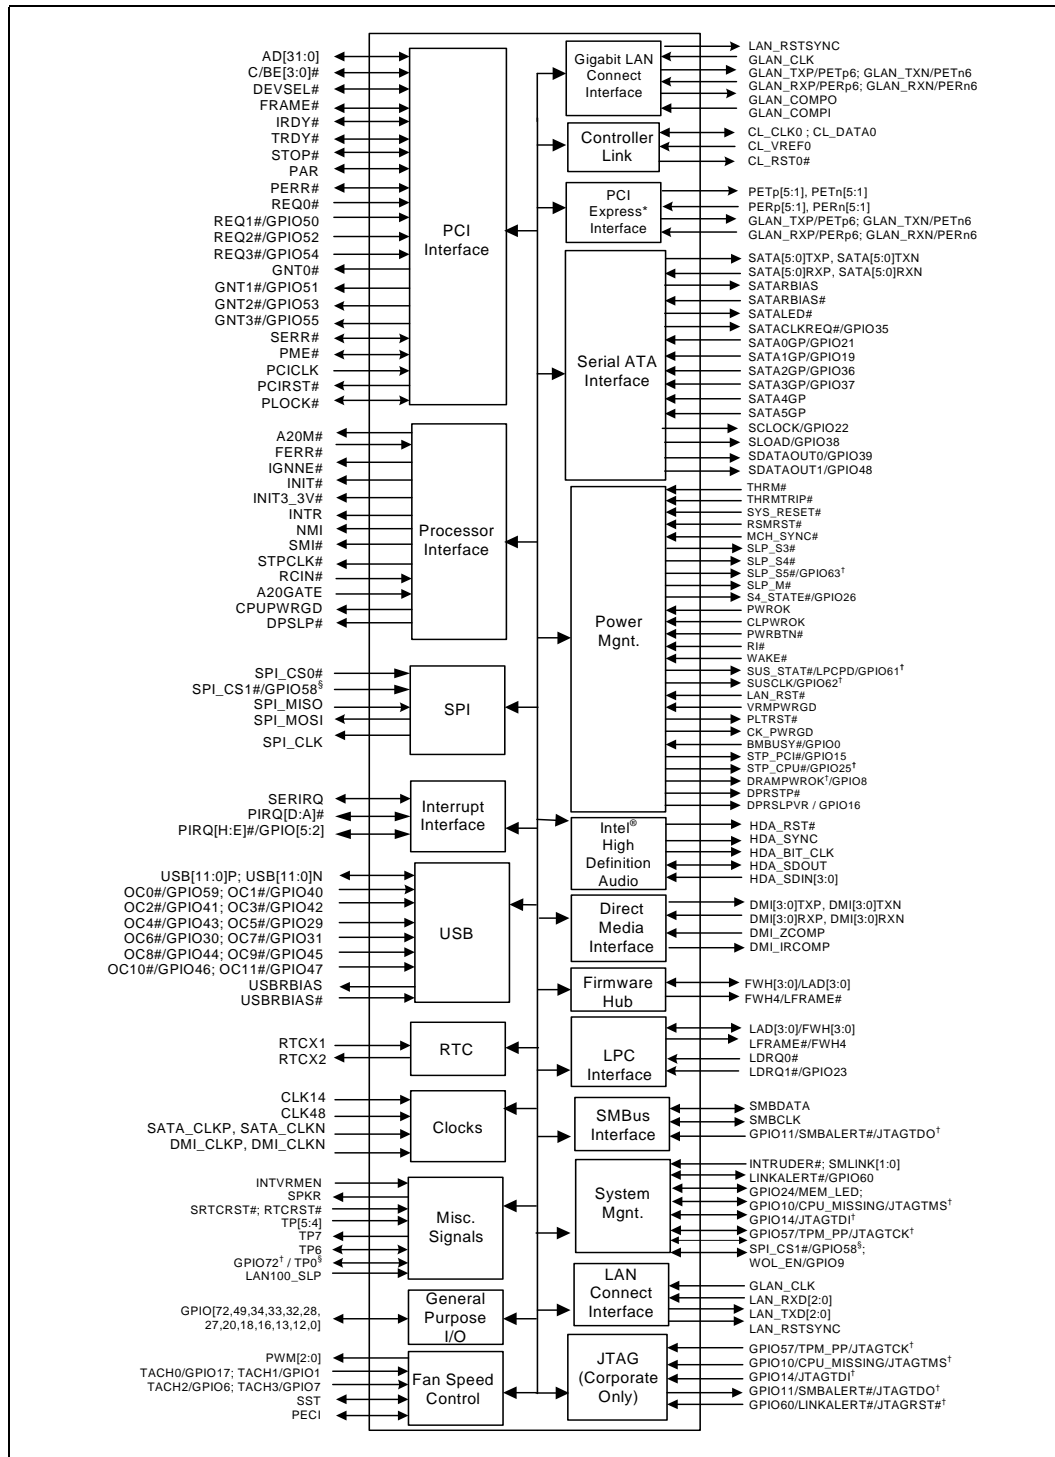 AD[31:0]
C/BE[3:0]#
DEVSEL#
FRAME#
IRDY#
TRDY#
STOP#
PAR
PERR#
REQ0#
REQ1#/GPIO50
REQ2#/GPIO52
REQ3#/GPIO54
GNT0#
GNT1#/GPIO51
GNT2#/GPIO53
GNT3#/GPIO55
SERR#
PME#
PCICLK
PCIRST#
PLOCK#
PCI
Interface
A20M#
FERR#
IGNNE#
INIT#
INIT3_3V#
INTR
NMI
SMI#
STPCLK#
RCIN#
A20GATE
CPUPWRGD
DPSLP#
Processor
Interface
SPI_CS0#
SPI_CS1#/GPIO58§
SPI_MISO
SPI_MOSI
SPI_CLK
SPI
SERIRQ
PIRQ[D:A]#
PIRQ[H:E]#/GPIO[5:2]
Interrupt
Interface
USB[11:0]P; USB[11:0]N
OC0#/GPIO59; OC1#/GPIO40
OC2#/GPIO41; OC3#/GPIO42
OC4#/GPIO43; OC5#/GPIO29
OC6#/GPIO30; OC7#/GPIO31
OC8#/GPIO44; OC9#/GPIO45
OC10#/GPIO46; OC11#/GPIO47
USBRBIAS
USBRBIAS#
USB
RTCX1
RTCX2
RTC
CLK14
CLK48
SATA_CLKP, SATA_CLKN
DMI_CLKP, DMI_CLKN
Clocks
INTVRMEN
SPKR
SRTCRST#; RTCRST#
TP[5:4]
TP7
TP6
GPIO72† / TP0§
LAN100_SLP
Misc.
Signals
GPIO[72,49,34,33,32,28,
27,20,18,16,13,12,0]
General
Purpose
I/O
PWM[2:0]
TACH0/GPIO17; TACH1/GPIO1
TACH2/GPIO6; TACH3/GPIO7
SST
PECI
Fan Speed
Control
Gigabit LAN
Connect
Interface
LAN_RSTSYNC
GLAN_CLK
GLAN_TXP/PETp6; GLAN_TXN/PETn6
GLAN_RXP/PERp6; GLAN_RXN/PERn6
GLAN_COMPO
GLAN_COMPI
Controller
Link
CL_CLK0 ; CL_DATA0
CL_VREF0
CL_RST0#
PCI
Express*
Interface
PETp[5:1], PETn[5:1]
PERp[5:1], PERn[5:1]
GLAN_TXP/PETp6; GLAN_TXN/PETn6
GLAN_RXP/PERp6; GLAN_RXN/PERn6
Serial ATA
Interface
SATA[5:0]TXP, SATA[5:0]TXN
SATA[5:0]RXP, SATA[5:0]RXN
SATARBIAS
SATARBIAS#
SATALED#
SATACLKREQ#/GPIO35
SATA0GP/GPIO21
SATA1GP/GPIO19
SATA2GP/GPIO36
SATA3GP/GPIO37
SATA4GP
SATA5GP
SCLOCK/GPIO22
SLOAD/GPIO38
SDATAOUT0/GPIO39
SDATAOUT1/GPIO48
Power
Mgnt.
THRM#
THRMTRIP#
SYS_RESET#
RSMRST#
MCH_SYNC#
SLP_S3#
SLP_S4#
SLP_S5#/GPIO63†
SLP_M#
S4_STATE#/GPIO26
PWROK
CLPWROK
PWRBTN#
RI#
WAKE#
SUS_STAT#/LPCPD/GPIO61†
SUSCLK/GPIO62†
LAN_RST#
VRMPWRGD
PLTRST#
CK_PWRGD
BMBUSY#/GPIO0
STP_PCI#/GPIO15
STP_CPU#/GPIO25†
DRAMPWROK†/GPIO8
DPRSTP#
DPRSLPVR / GPIO16
Intel®
High
Definition
Audio
HDA_RST#
HDA_SYNC
HDA_BIT_CLK
HDA_SDOUT
HDA_SDIN[3:0]
Direct
Media
Interface
DMI[3:0]TXP, DMI[3:0]TXN
DMI[3:0]RXP, DMI[3:0]RXN
DMI_ZCOMP
DMI_IRCOMP
Firmware
Hub
FWH[3:0]/LAD[3:0]
FWH4/LFRAME#
LPC
Interface
LAD[3:0]/FWH[3:0]
LFRAME#/FWH4
LDRQ0#
LDRQ1#/GPIO23
SMBus
Interface
SMBDATA
SMBCLK
GPIO11/SMBALERT#/JTAGTDO†
System
Mgnt.
INTRUDER#; SMLINK[1:0]
LINKALERT#/GPIO60
GPIO24/MEM_LED;
GPIO10/CPU_MISSING/JTAGTMS†
GPIO14/JTAGTDI†
GPIO57/TPM_PP/JTAGTCK†
SPI_CS1#/GPIO58§;
WOL_EN/GPIO9
LAN
Connect
Interface
GLAN_CLK
LAN_RXD[2:0]
LAN_TXD[2:0]
LAN_RSTSYNC
JTAG
(Corporate
Only)
GPIO57/TPM_PP/JTAGTCK†
GPIO10/CPU_MISSING/JTAGTMS†
GPIO14/JTAGTDI†
GPIO11/SMBALERT#/JTAGTDO†
GPIO60/LINKALERT#/JTAGRST#†